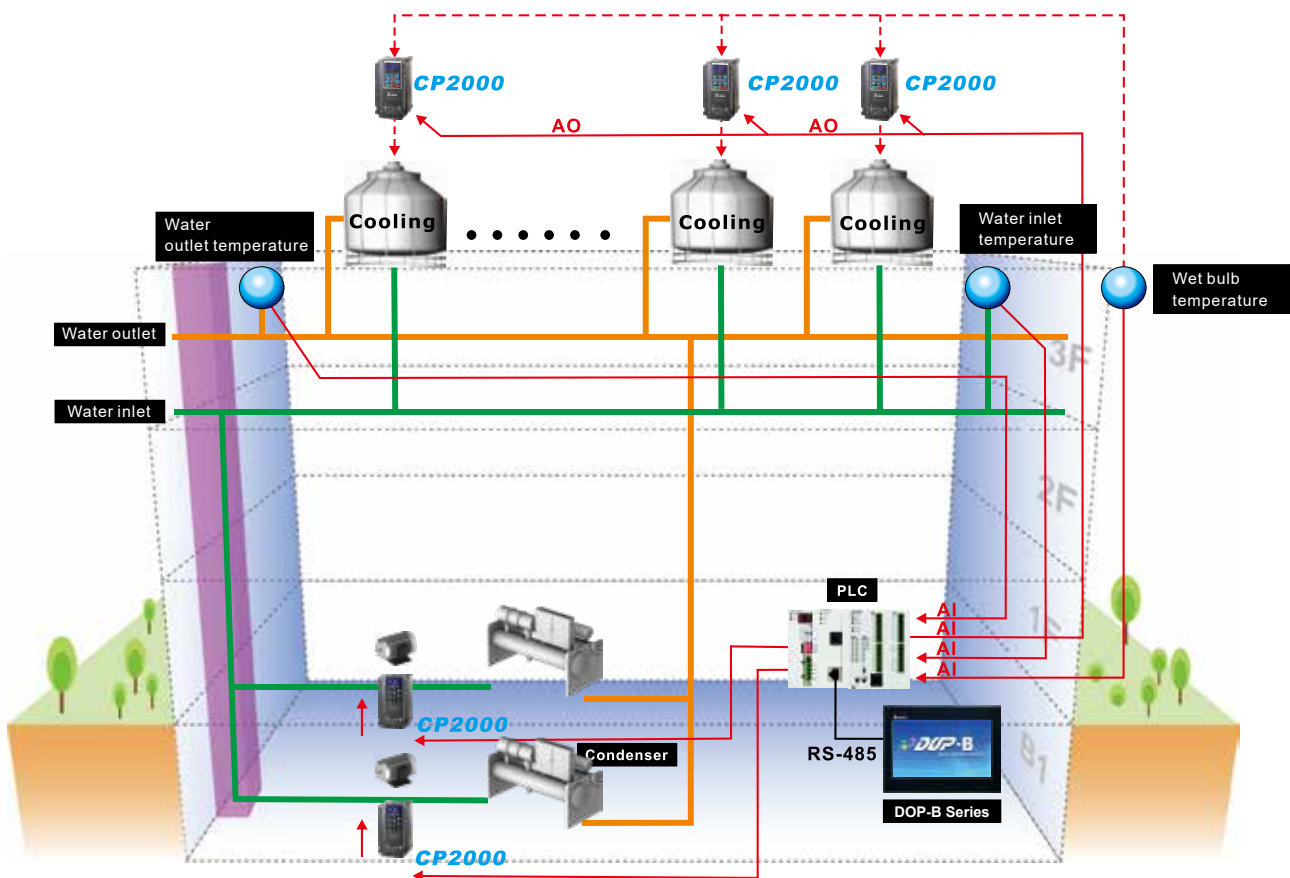 CP2000
CP2000
CP2000
AO
AO
Cooling
Cooling
Cooling
Water
outlet temperature
Water inlet
temperature
Wet bulb
temperature
Water outlet
3F
Water inlet
2F
PLC
AI
AI
1F
AI
AI
CP2000
Condenser
RS-485
DOP-B
B1
DOP-B Series
CP2000